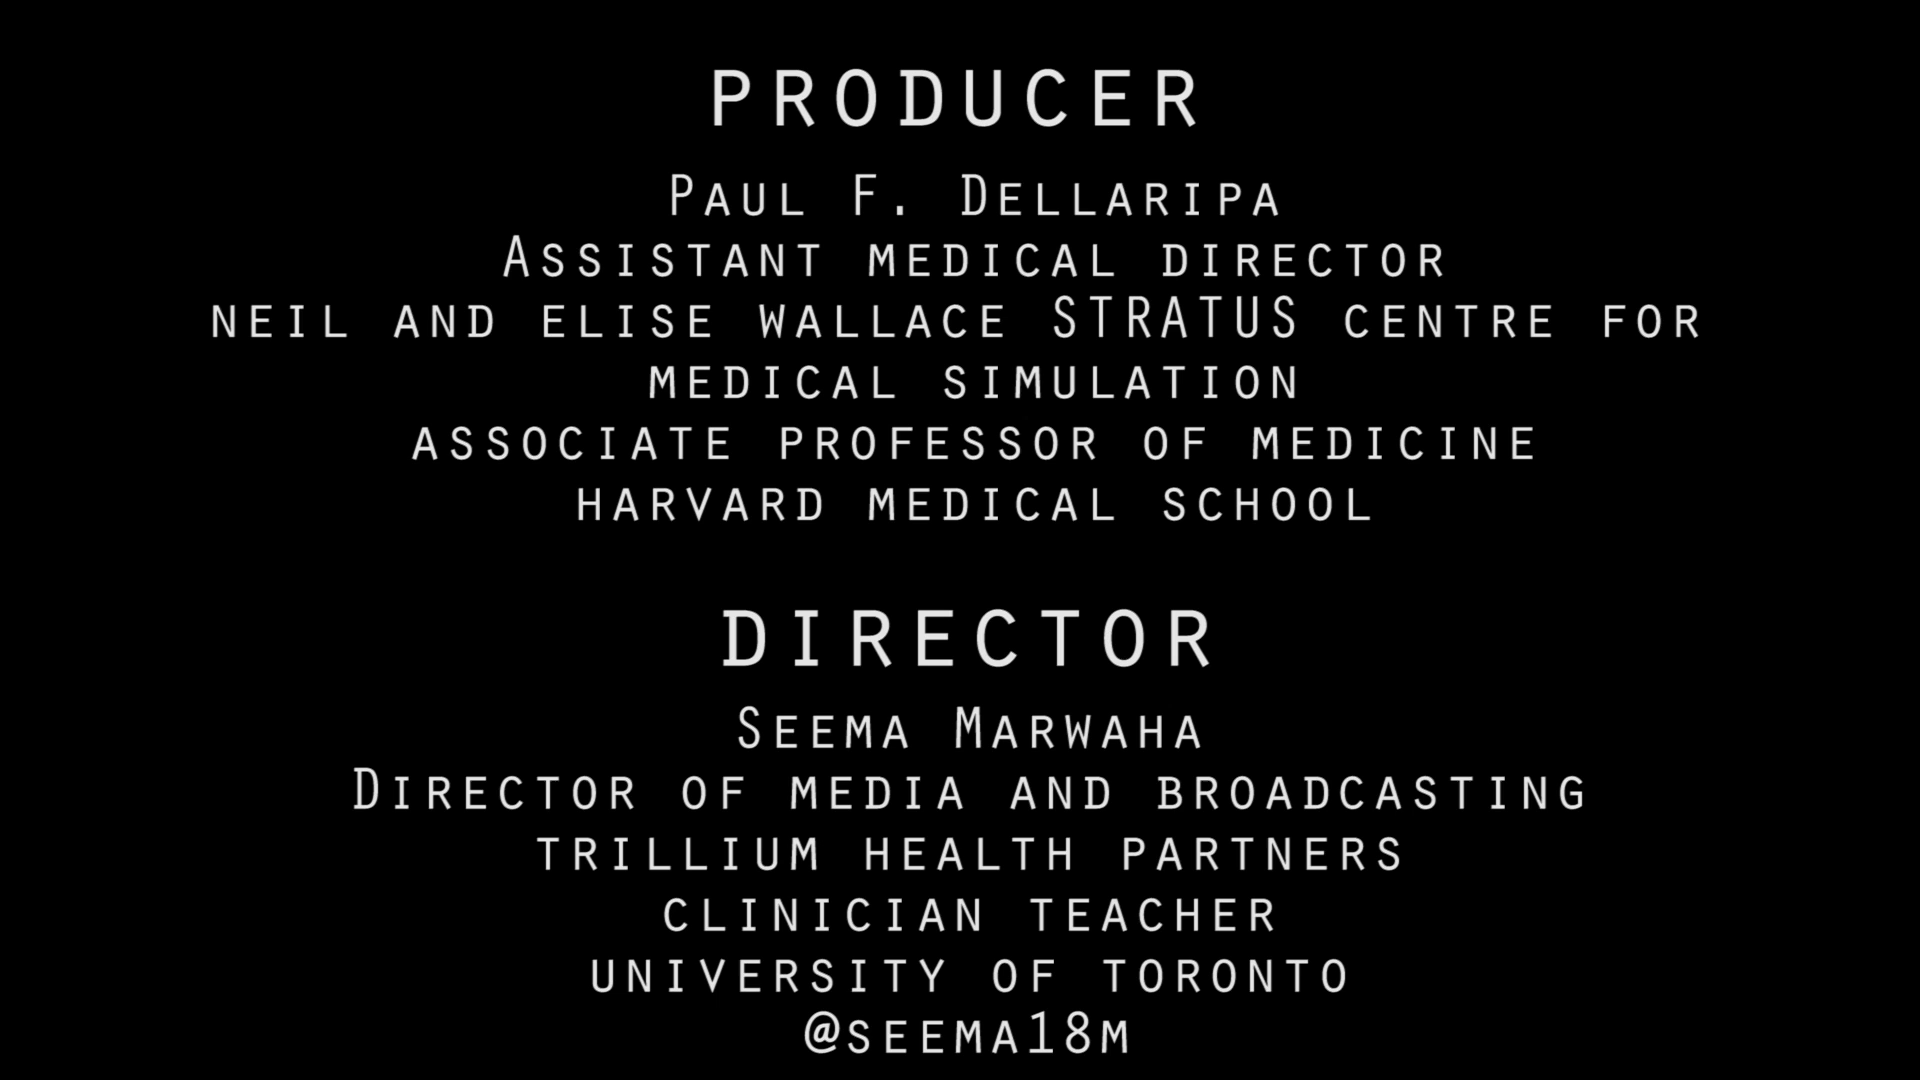 PRODUCER
Paul F. Dellaripa
Assistant medical director
neil and elise wallace STRATUS centre for
medical simulation
associate professor of medicine
harvard medical school
DIRECTOR
Seema Marwaha
Director of media and broadcasting
trillium health partners
clinician teacher
university of toronto
@seema18m